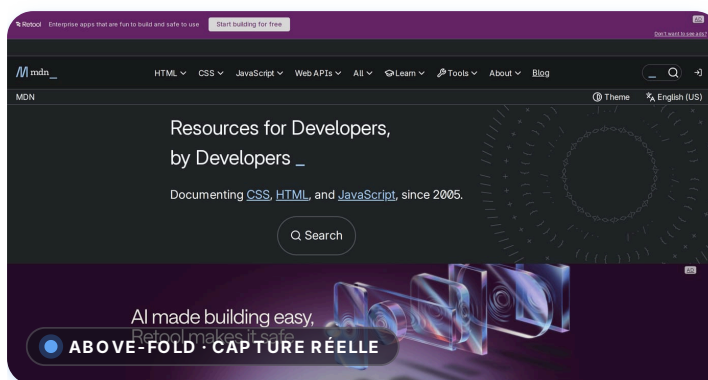 Retool Enterprise apps that are fun to build and safe to use Start building for free AD
Don't want to see ads?
mdn_ HTML CSS JavaScript Web APIs All Learn Tools About Blog _
MDN Theme English (US)
Resources for Developers,
by Developers _
Documenting CSS, HTML, and JavaScript, since 2005.
Search
AD
AI made building easy,
Retool makes it safe
ABOVE-FOLD · CAPTURE RÉELLE